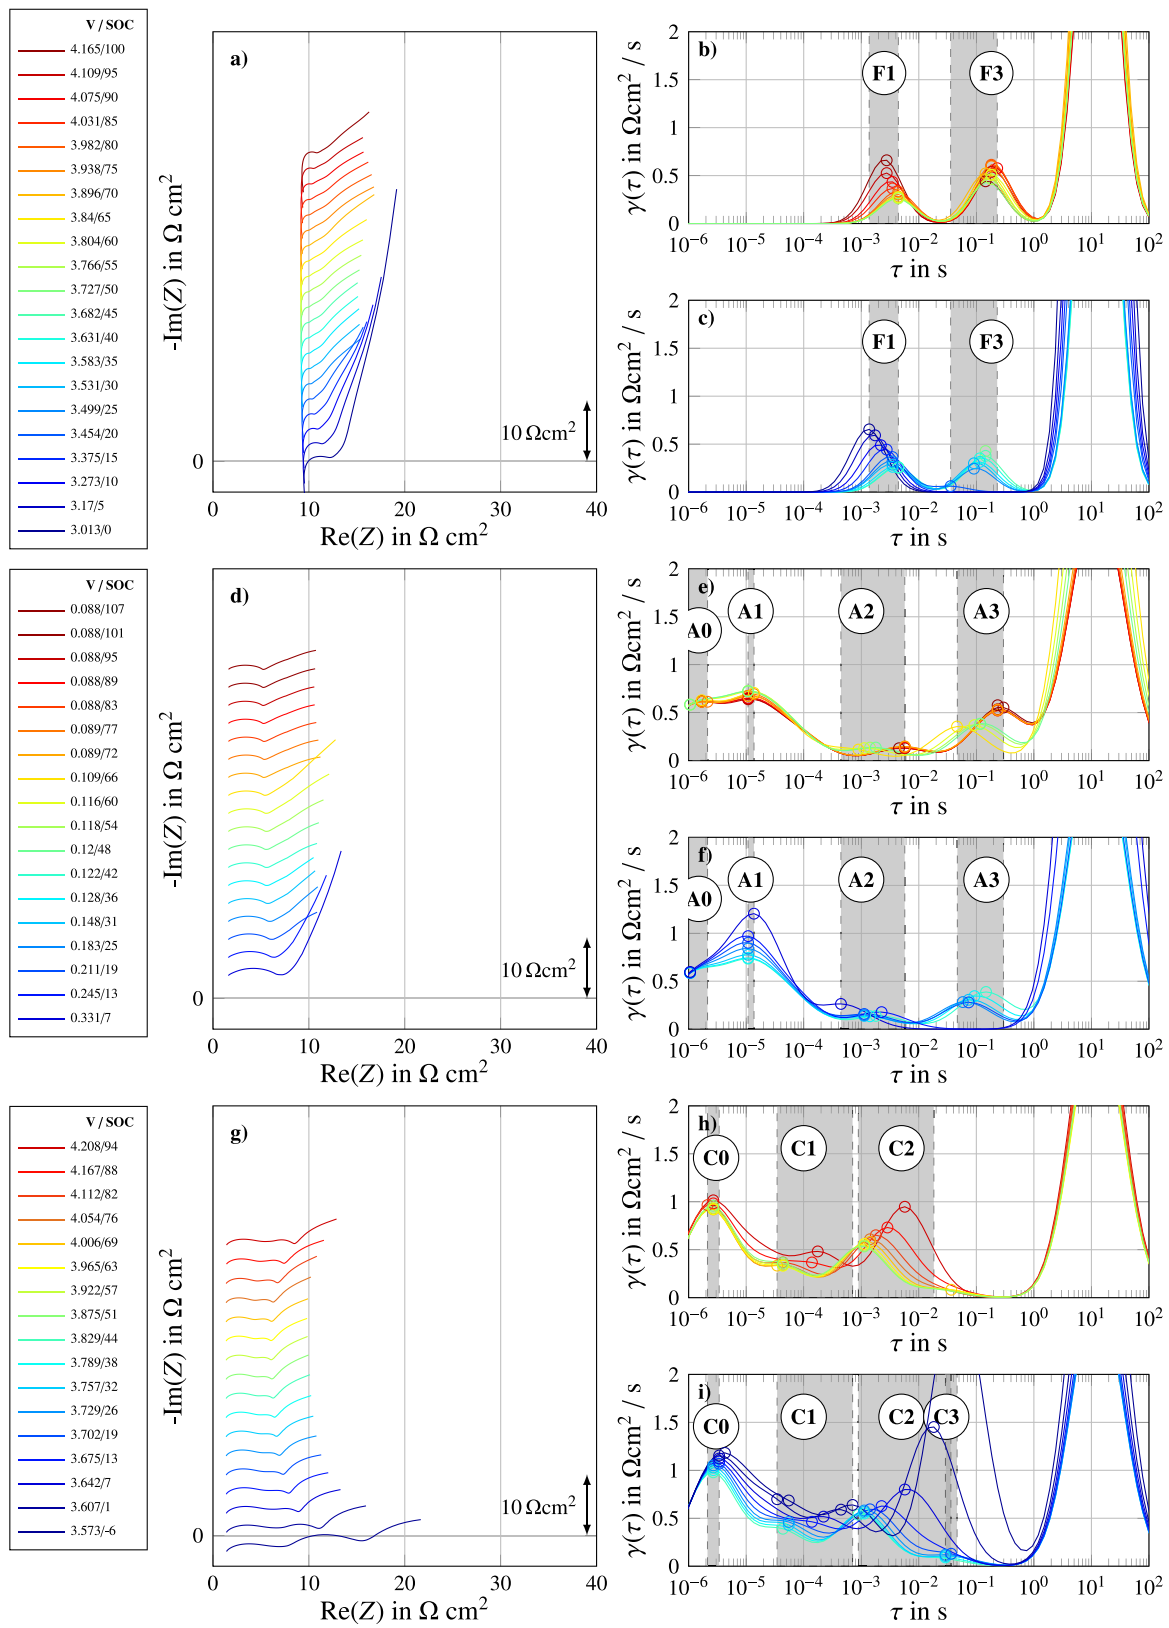 V / SOC
4.165/100
4.109/95
4.075/90
4.031/85
3.982/80
3.938/75
3.896/70
3.84/65
3.804/60
3.766/55
3.727/50
3.682/45
3.631/40
3.583/35
3.531/30
3.499/25
3.454/20
3.375/15
3.273/10
3.17/5
3.013/0
a)
-Im(Z) in Ω cm²
0
10 Ωcm²
0 10 20 30 40
Re(Z) in Ω cm²
b)
F1 F3
γ(τ) in Ωcm² / s
2
1.5
1
0.5
0
10⁻⁶ 10⁻⁵ 10⁻⁴ 10⁻³ 10⁻² 10⁻¹ 10⁰ 10¹ 10²
τ in s
c)
F1 F3
γ(τ) in Ωcm² / s
2
1.5
1
0.5
0
10⁻⁶ 10⁻⁵ 10⁻⁴ 10⁻³ 10⁻² 10⁻¹ 10⁰ 10¹ 10²
τ in s
V / SOC
0.088/107
0.088/101
0.088/95
0.088/89
0.088/83
0.089/77
0.089/72
0.109/66
0.116/60
0.118/54
0.12/48
0.122/42
0.128/36
0.148/31
0.183/25
0.211/19
0.245/13
0.331/7
d)
-Im(Z) in Ω cm²
0
10 Ωcm²
0 10 20 30 40
Re(Z) in Ω cm²
e)
A0 A1 A2 A3
γ(τ) in Ωcm² / s
2
1.5
1
0.5
0
10⁻⁶ 10⁻⁵ 10⁻⁴ 10⁻³ 10⁻² 10⁻¹ 10⁰ 10¹ 10²
τ in s
f)
A0 A1 A2 A3
γ(τ) in Ωcm² / s
2
1.5
1
0.5
0
10⁻⁶ 10⁻⁵ 10⁻⁴ 10⁻³ 10⁻² 10⁻¹ 10⁰ 10¹ 10²
τ in s
V / SOC
4.208/94
4.167/88
4.112/82
4.054/76
4.006/69
3.965/63
3.922/57
3.875/51
3.829/44
3.789/38
3.757/32
3.729/26
3.702/19
3.675/13
3.642/7
3.607/1
3.573/-6
g)
-Im(Z) in Ω cm²
0
10 Ωcm²
0 10 20 30 40
Re(Z) in Ω cm²
h)
C0 C1 C2
γ(τ) in Ωcm² / s
2
1.5
1
0.5
0
10⁻⁶ 10⁻⁵ 10⁻⁴ 10⁻³ 10⁻² 10⁻¹ 10⁰ 10¹ 10²
τ in s
i)
C0 C1 C2 C3
γ(τ) in Ωcm² / s
2
1.5
1
0.5
0
10⁻⁶ 10⁻⁵ 10⁻⁴ 10⁻³ 10⁻² 10⁻¹ 10⁰ 10¹ 10²
τ in s